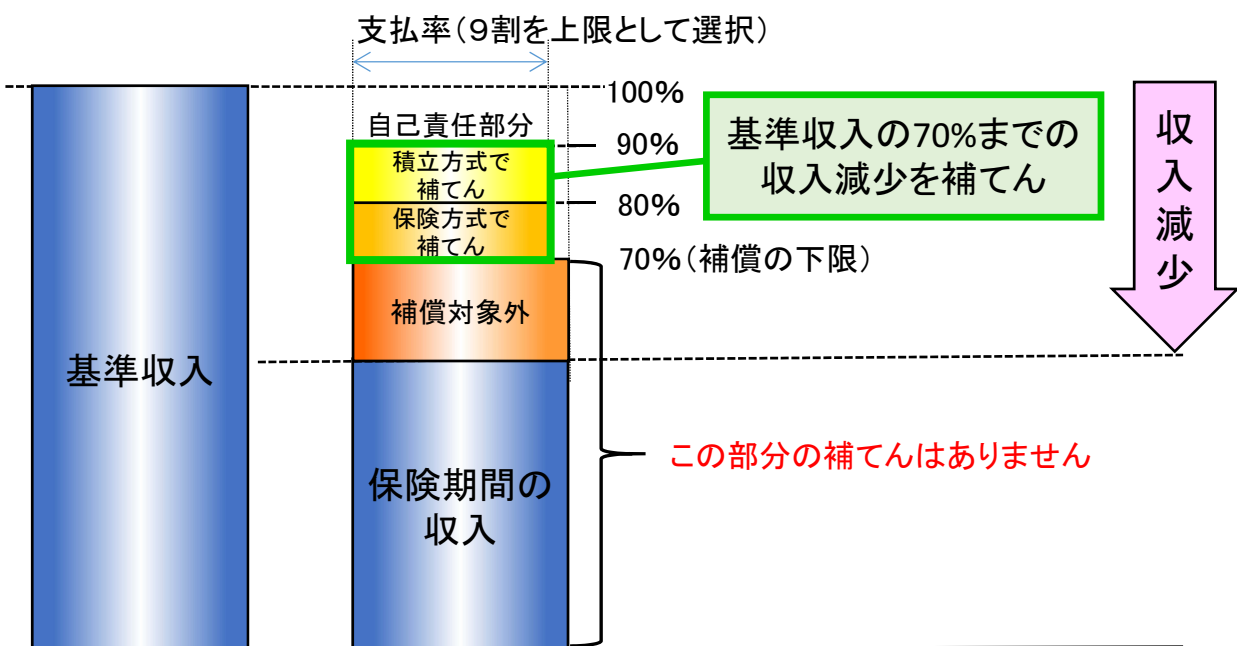 支払率（９割を上限として選択）
100%
自己責任部分
90%
積立方式で
補てん
80%
保険方式で
補てん
70%（補償の下限）
基準収入の70%までの
収入減少を補てん
収入減少
補償対象外
基準収入
この部分の補てんはありません
保険期間の
収入